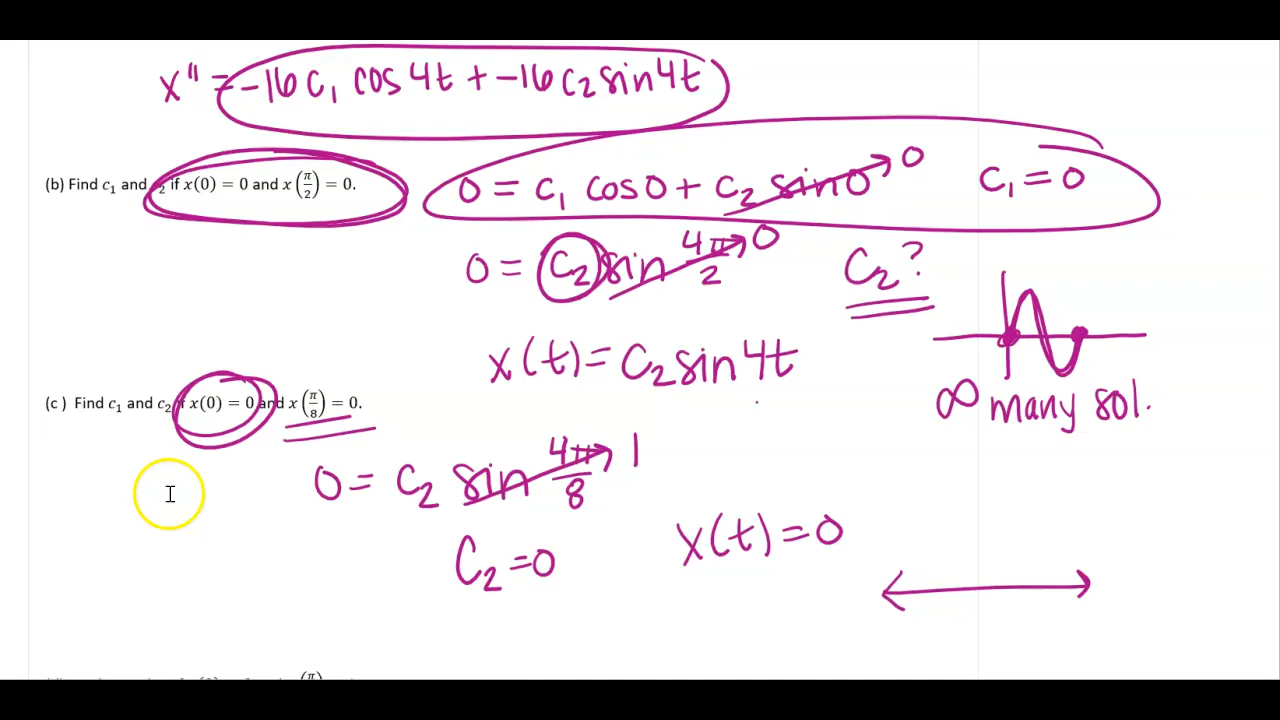 x" = -16c₁ cos 4t + -16c₂ sin 4t
(b) Find c₁ and c₂ if x(0) = 0 and x(π/2) = 0.
0 = c₁ cos 0 + c₂ sin 0 0 c₁ = 0
0 = c₂ sin 4π/2 0 C₂?
x(t) = C₂ sin 4t
∞ many sol.
(c ) Find c₁ and c₂ if x(0) = 0 and x(π/8) = 0.
0 = c₂ sin 4π/8 1
C₂ = 0 x(t) = 0